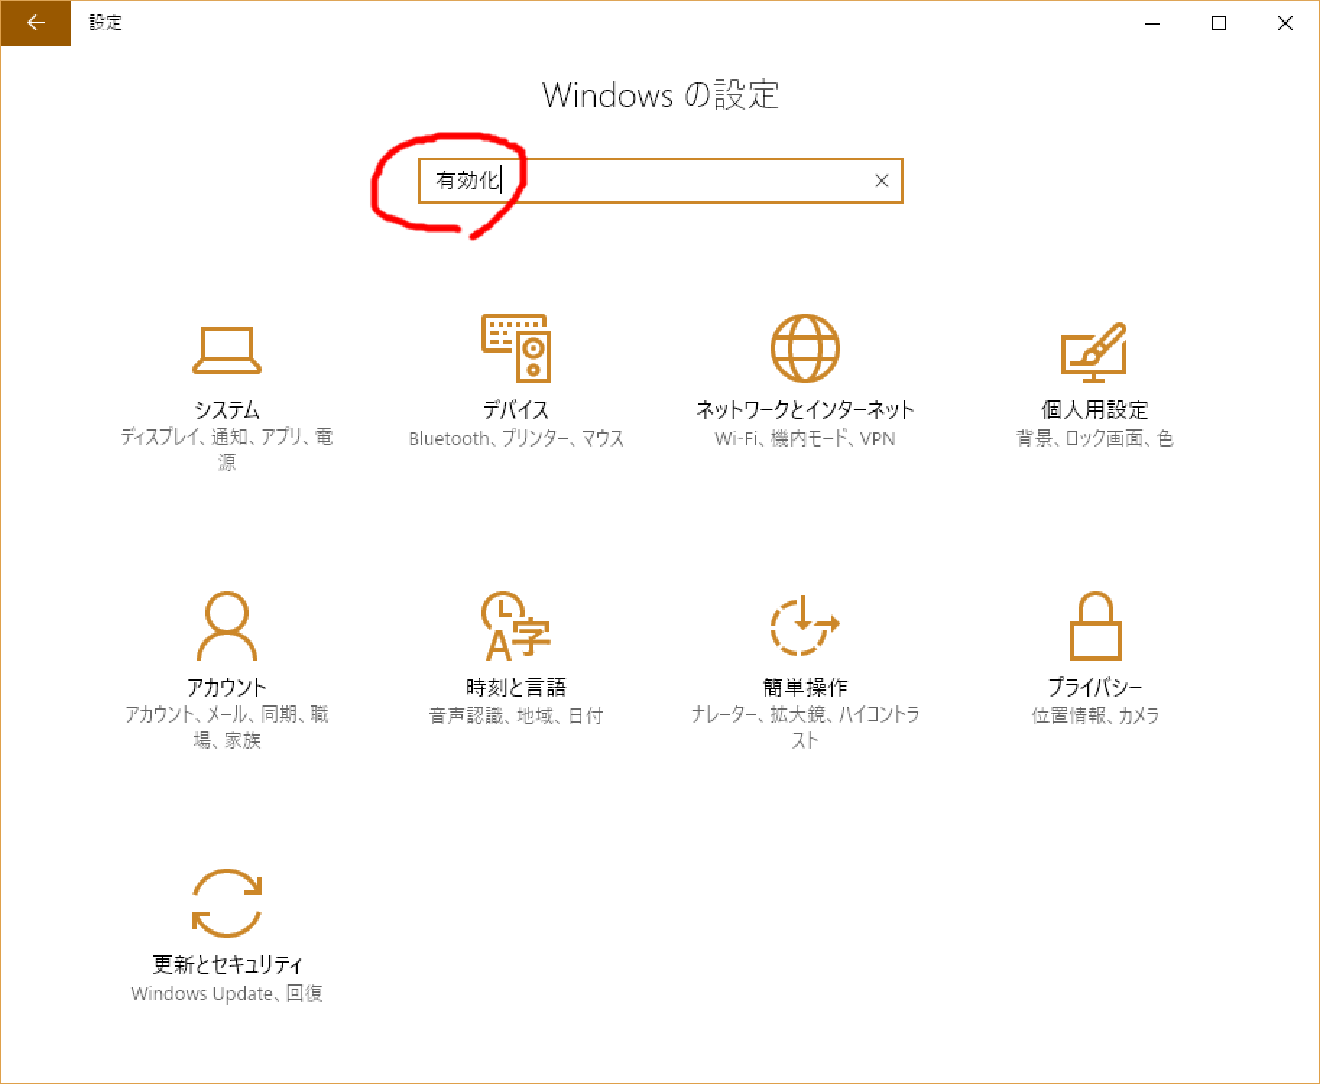 設定
Windows の設定
有効化
システム
ディスプレイ、通知、アプリ、電
源
デバイス
Bluetooth、プリンター、マウス
ネットワークとインターネット
Wi-Fi、機内モード、VPN
個人用設定
背景、ロック画面、色
アカウント
アカウント、メール、同期、職
場、家族
時刻と言語
音声認識、地域、日付
簡単操作
ナレーター、拡大鏡、ハイコントラ
スト
プライバシー
位置情報、カメラ
更新とセキュリティ
Windows Update、回復